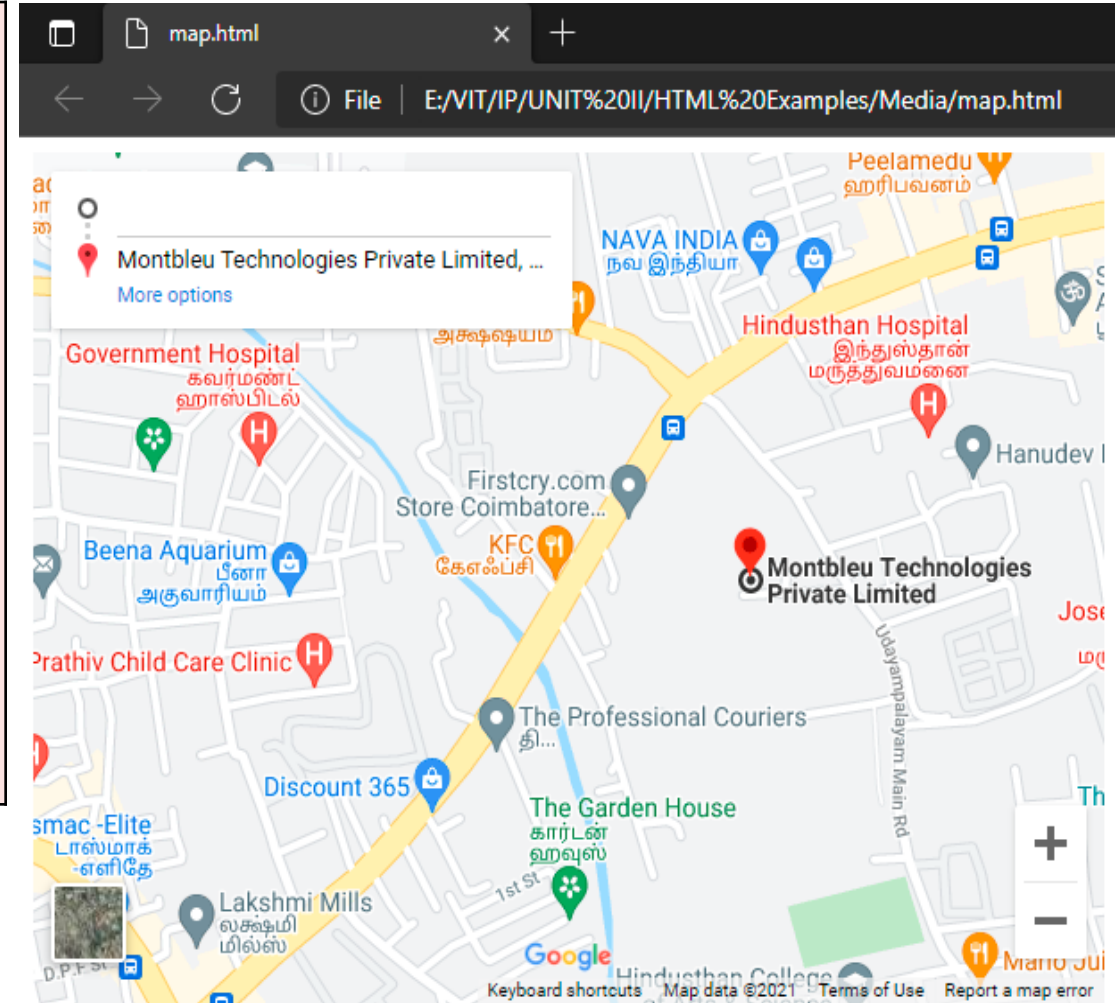 map.html
File
E:/VIT/IP/UNIT%20II/HTML%20Examples/Media/map.html
Montbleu Technologies Private Limited, ...
More options
Peelamedu
ஹரிபவனம்
NAVA INDIA
நவ இந்தியா
அக்ஷஷயம்
Government Hospital
கவர்மண்ட்
ஹாஸ்பிடல்
Hindusthan Hospital
இந்துஸ்தான்
மருத்துவமனை
Hanudev
Firstcry.com
Store Coimbatore...
KFC
கேஎஃப்சி
Beena Aquarium
பீனா
அகுவாரியம்
Montbleu Technologies
Private Limited
Prathiv Child Care Clinic
Udayampalayam Main Rd
The Professional Couriers
தி...
Discount 365
The Garden House
கார்டன்
ஹவுஸ்
smac -Elite
டாஸ்மாக்
-எளிதே
1st St
Lakshmi Mills
லக்ஷ்மி
மில்ஸ்
D.P.F St
Google
Hindusthan College
Keyboard shortcuts
Map data ©2021
Terms of Use
Report a map error